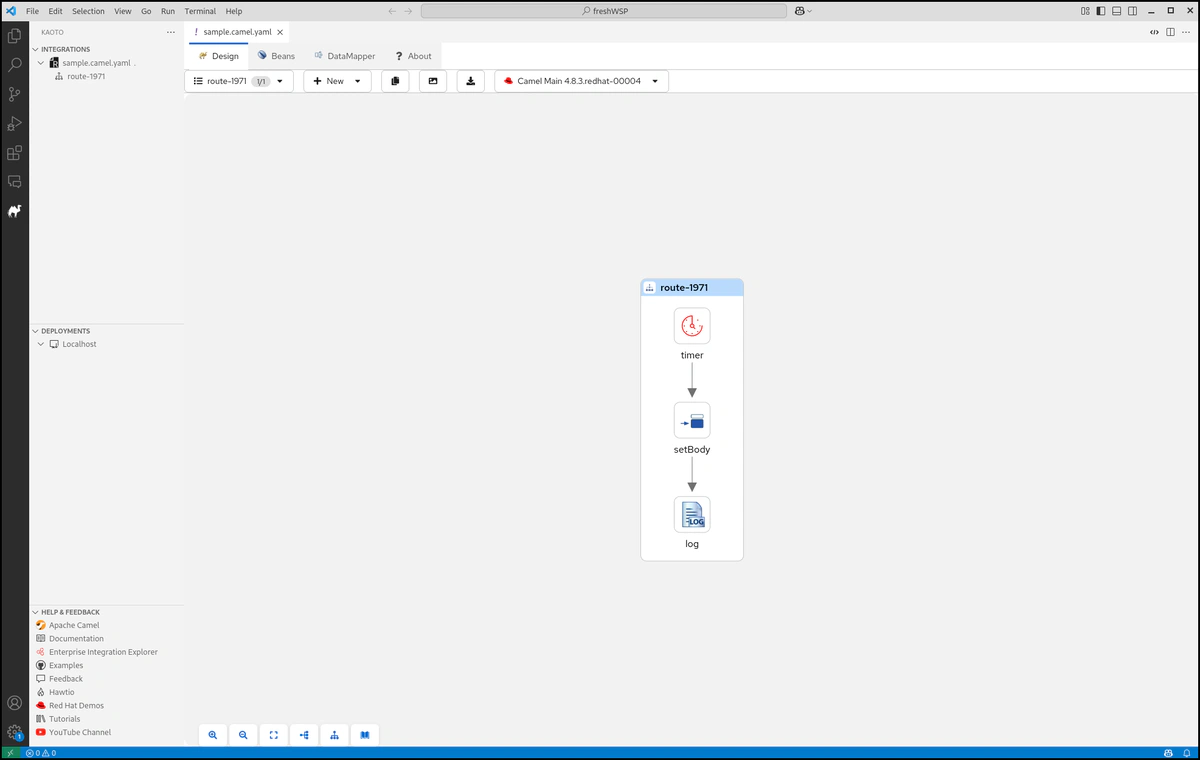 File Edit Selection View Go Run Terminal Help
freshWSP
KAOTO
sample.camel.yaml
INTEGRATIONS
sample.camel.yaml
route-1971
Design Beans DataMapper ? About
route-1971 1/1 New Camel Main 4.8.3.redhat-00004
route-1971
timer
setBody
LOG
log
DEPLOYMENTS
Localhost
HELP & FEEDBACK
Apache Camel
Documentation
Enterprise Integration Explorer
Examples
Feedback
Hawtio
Red Hat Demos
Tutorials
YouTube Channel
1
0 0